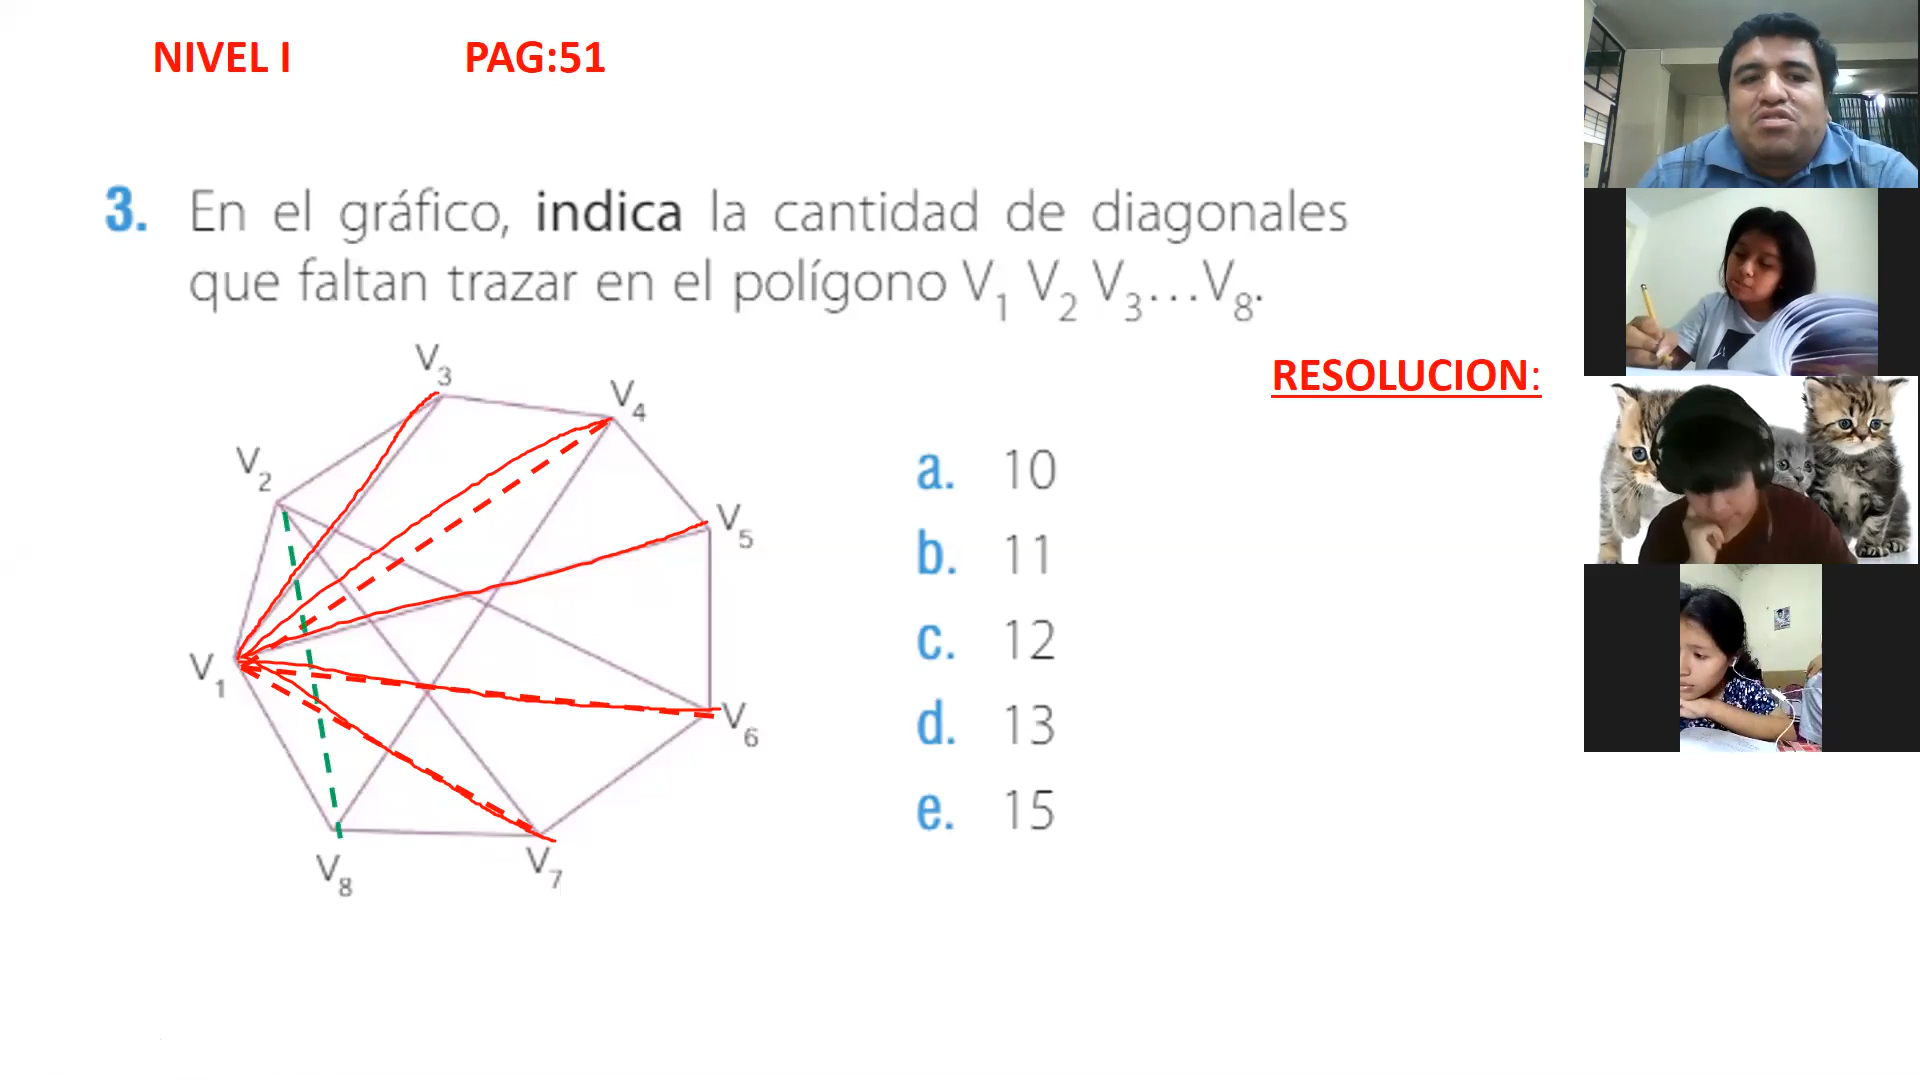 NIVEL I PAG:51
3. En el gráfico, indica la cantidad de diagonales
que faltan trazar en el polígono V₁ V₂ V₃...V₈.
RESOLUCION:
V₃
V₄
V₂
V₅
V₁
V₆
V₇
V₈
a. 10
b. 11
c. 12
d. 13
e. 15